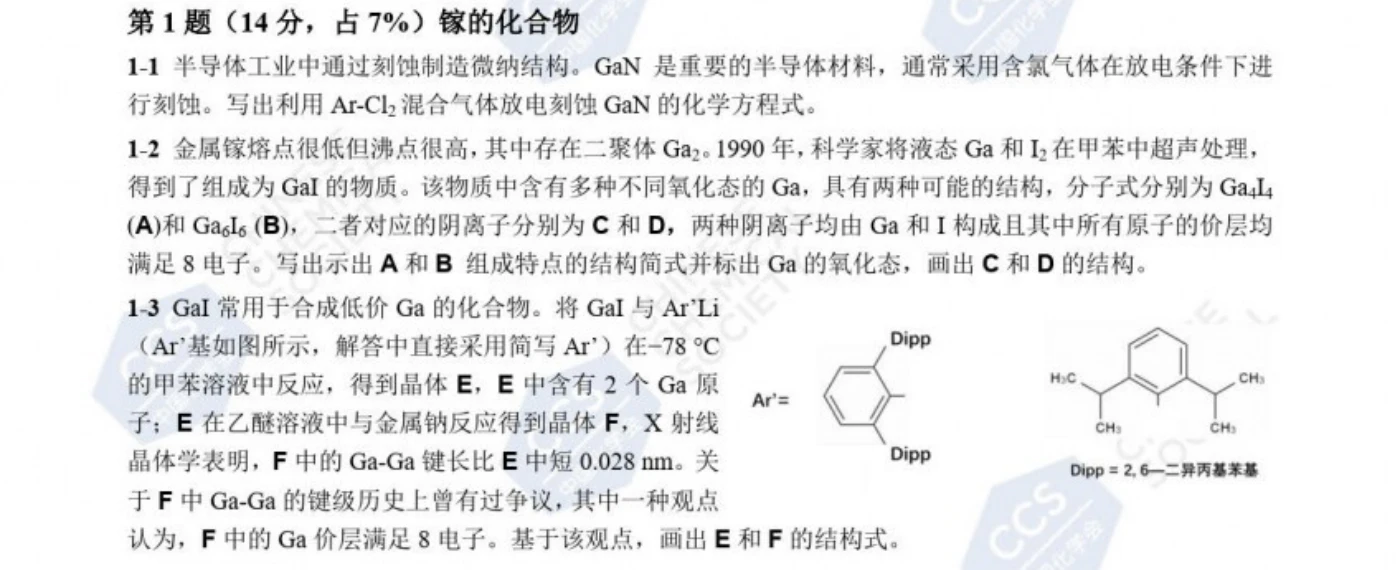 第 1 题（14 分，占 7%）镓的化合物
1-1 半导体工业中通过刻蚀制造微纳结构。GaN 是重要的半导体材料，通常采用含氯气体在放电条件下进
行刻蚀。写出利用 Ar-Cl₂ 混合气体放电刻蚀 GaN 的化学方程式。
1-2 金属镓熔点很低但沸点很高，其中存在二聚体 Ga₂。1990 年，科学家将液态 Ga 和 I₂ 在甲苯中超声处理，
得到了组成为 GaI 的物质。该物质中含有多种不同氧化态的 Ga，具有两种可能的结构，分子式分别为 Ga₄I₄
(A)和 Ga₆I₆ (B)，二者对应的阴离子分别为 C 和 D，两种阴离子均由 Ga 和 I 构成且其中所有原子的价层均
满足 8 电子。写出示出 A 和 B 组成特点的结构简式并标出 Ga 的氧化态，画出 C 和 D 的结构。
1-3 GaI 常用于合成低价 Ga 的化合物。将 GaI 与 Ar’Li
（Ar’基如图所示，解答中直接采用简写 Ar’）在−78 °C
的甲苯溶液中反应，得到晶体 E，E 中含有 2 个 Ga 原
子；E 在乙醚溶液中与金属钠反应得到晶体 F，X 射线
晶体学表明，F 中的 Ga-Ga 键长比 E 中短 0.028 nm。关
于 F 中 Ga-Ga 的键级历史上曾有过争议，其中一种观点
认为，F 中的 Ga 价层满足 8 电子。基于该观点，画出 E 和 F 的结构式。
Ar’=
Dipp
Dipp
H₃C
CH₃
CH₃
CH₃
Dipp = 2, 6—二异丙基苯基
CCS
CCS
CCS
CHINESE
CHEMICAL
SOCIETY